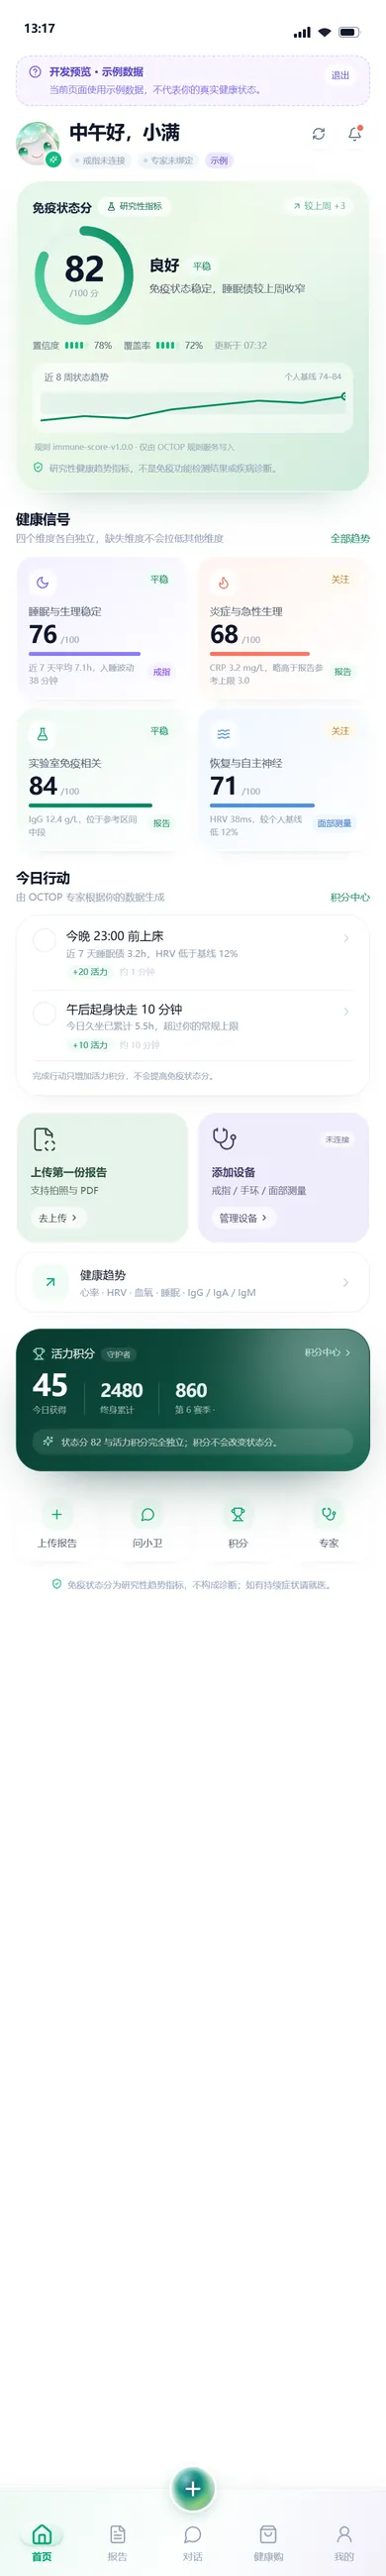 13:17
开发预览·示例数据
当前页面使用示例数据，不代表你的真实健康状态。
退出
中午好，小满
戒指未连接
专家未绑定
示例
免疫状态分
研究性指标
较上周 +3
82
/100 分
良好
平稳
免疫状态稳定，睡眠债较上周收窄
置信度
78%
覆盖率
72%
更新于 07:32
近 8 周状态趋势
个人基线 74–84
规则 immune-score-v1.0.0 · 仅由 OCTOP 规则服务写入
研究性健康趋势指标，不是免疫功能检测结果或疾病诊断。
健康信号
四个维度各自独立，缺失维度不会拉低其他维度
全部趋势
平稳
睡眠与生理稳定
76 /100
近 7 天平均 7.1h，入睡波动 38 分钟
戒指
关注
炎症与急性生理
68 /100
CRP 3.2 mg/L，略高于报告参考上限 3.0
报告
平稳
实验室免疫相关
84 /100
IgG 12.4 g/L，位于参考区间中段
报告
关注
恢复与自主神经
71 /100
HRV 38ms，较个人基线低 12%
面部测量
今日行动
由 OCTOP 专家根据你的数据生成
积分中心
今晚 23:00 前上床
近 7 天睡眠债 3.2h，HRV 低于基线 12%
+20 活力
约 1 分钟
午后起身快走 10 分钟
今日久坐已累计 5.5h，超过你的常规上限
+10 活力
约 10 分钟
完成行动只增加活力积分，不会提高免疫状态分。
上传第一份报告
支持拍照与 PDF
去上传
未连接
添加设备
戒指 / 手环 / 面部测量
管理设备
健康趋势
心率 · HRV · 血氧 · 睡眠 · IgG / IgA / IgM
活力积分
守护者
积分中心
45
今日获得
2480
终身累计
860
第 6 赛季 ·
状态分 82 与活力积分完全独立；积分不会改变状态分。
上传报告
问小卫
积分
专家
免疫状态分为研究性趋势指标，不构成诊断；如有持续症状请就医。
首页
报告
对话
健康购
我的